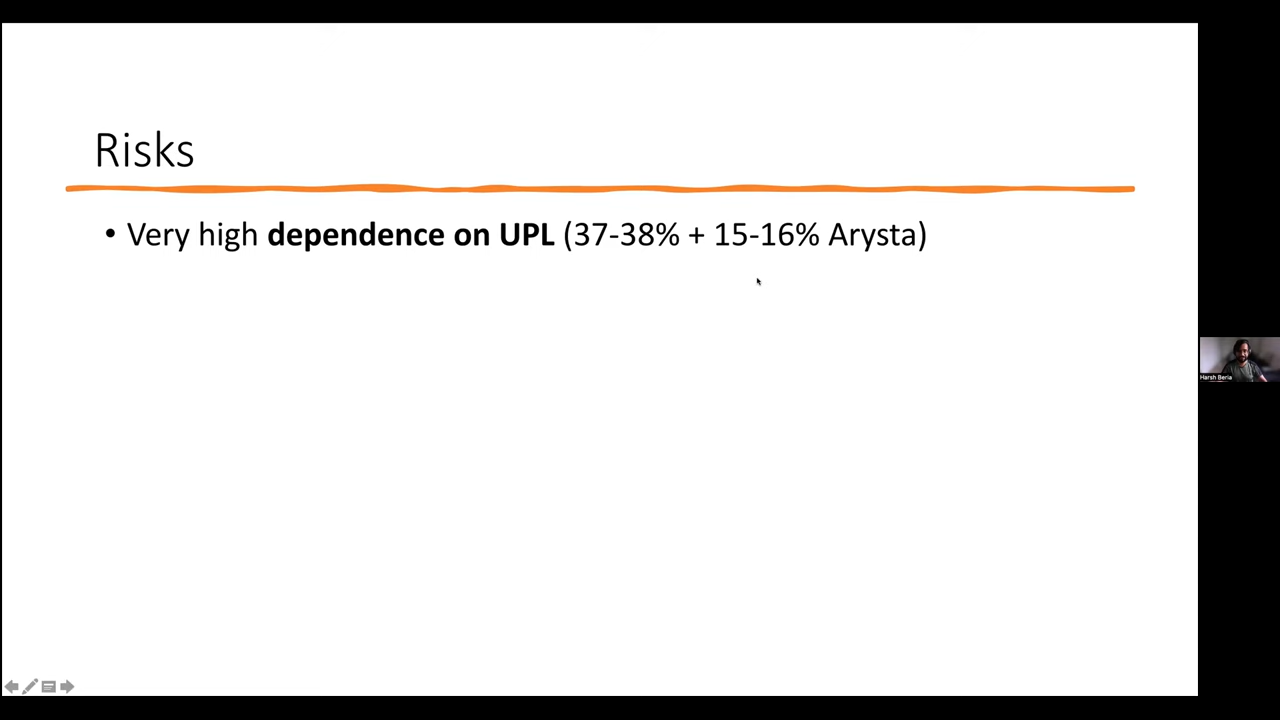 Risks
• Very high dependence on UPL (37-38% + 15-16% Arysta)
Harsh Beria